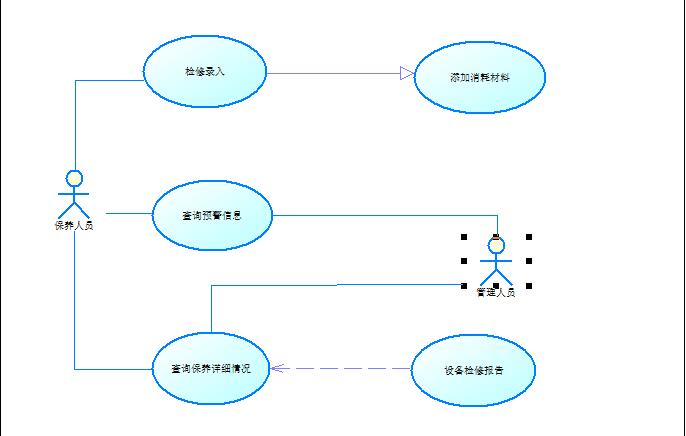 检修录入
添加消耗材料
保养人员
查询预警信息
管理人员
查询保养详细情况
设备检修报告